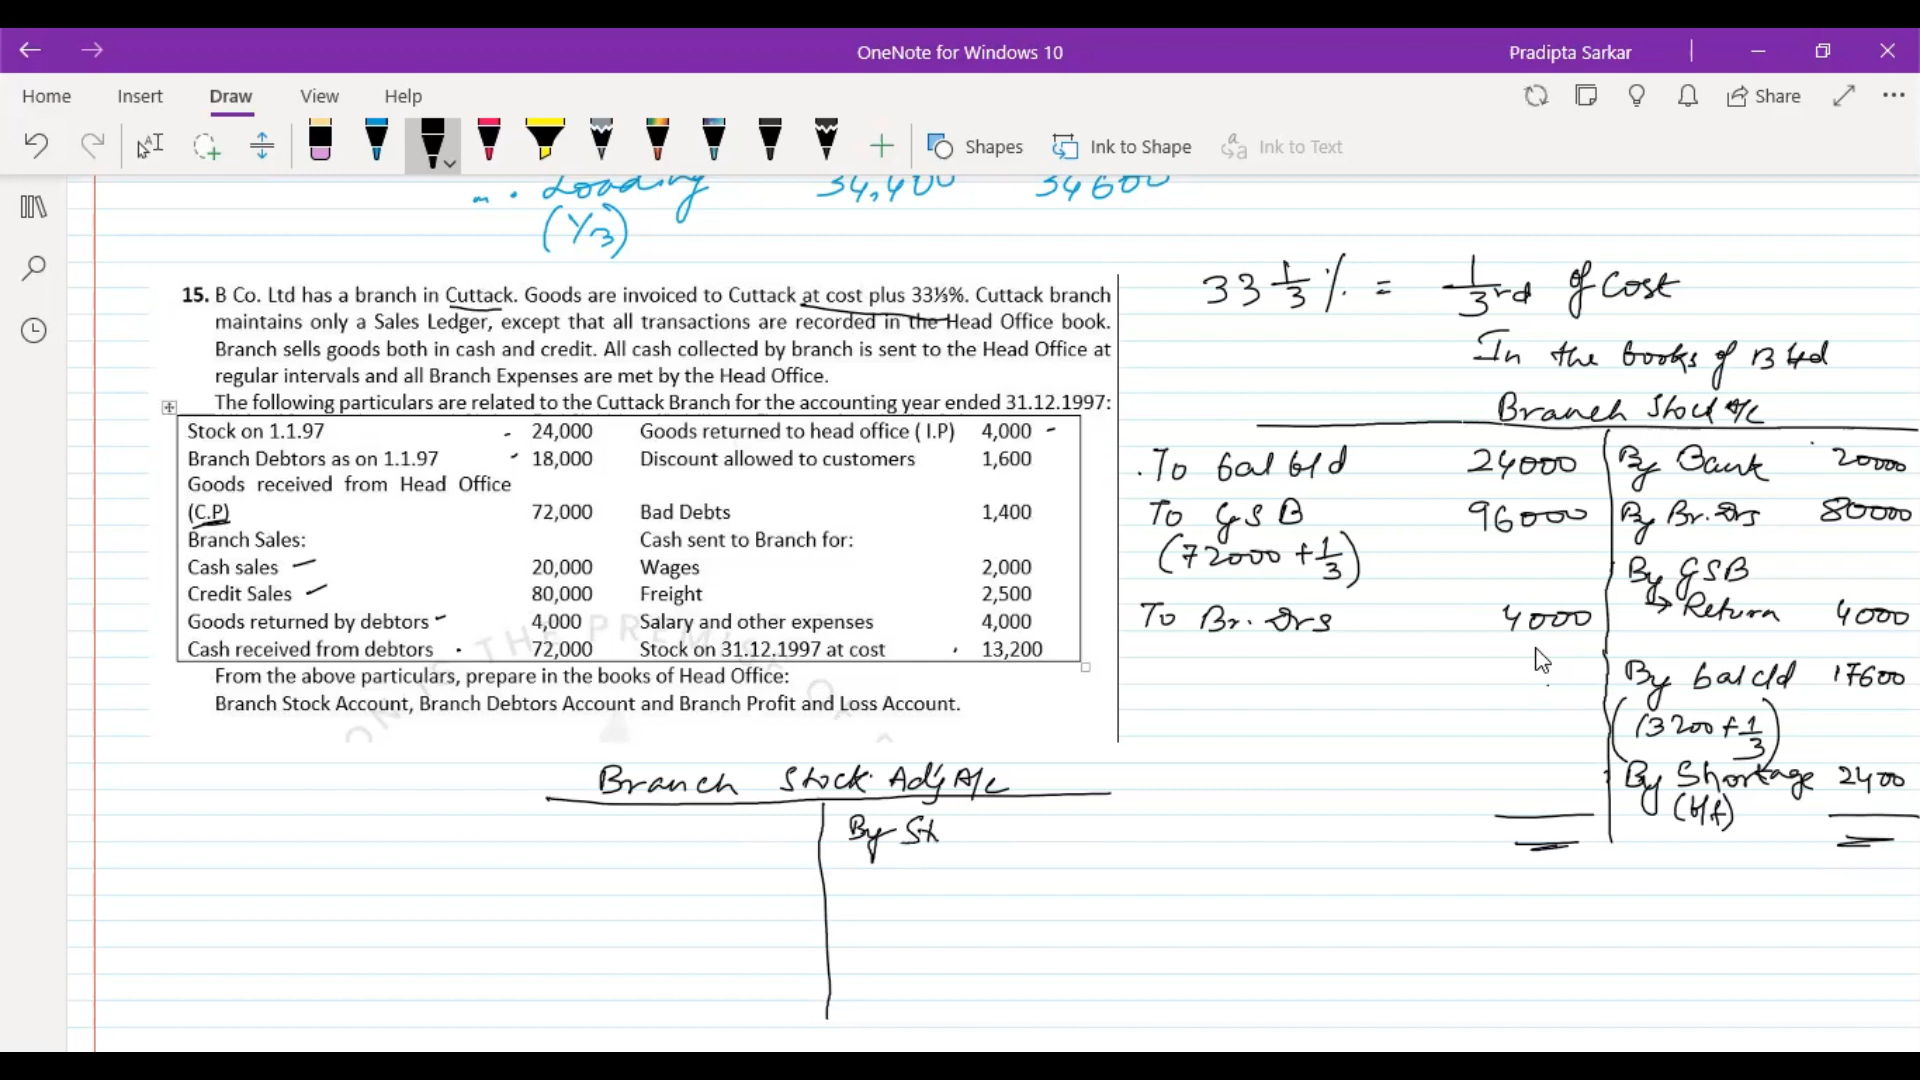 OneNote for Windows 10
Pradipta Sarkar
Home Insert Draw View Help
Share
Shapes Ink to Shape Ink to Text
Loading 34,400 34600
(1/3)
15. B Co. Ltd has a branch in Cuttack. Goods are invoiced to Cuttack at cost plus 33⅓%. Cuttack branch
maintains only a Sales Ledger, except that all transactions are recorded in the Head Office book.
Branch sells goods both in cash and credit. All cash collected by branch is sent to the Head Office at
regular intervals and all Branch Expenses are met by the Head Office.
The following particulars are related to the Cuttack Branch for the accounting year ended 31.12.1997:
Stock on 1.1.97 24,000 Goods returned to head office ( I.P) 4,000
Branch Debtors as on 1.1.97 18,000 Discount allowed to customers 1,600
Goods received from Head Office
(C.P) 72,000 Bad Debts 1,400
Branch Sales: Cash sent to Branch for:
Cash sales 20,000 Wages 2,000
Credit Sales 80,000 Freight 2,500
Goods returned by debtors 4,000 Salary and other expenses 4,000
Cash received from debtors 72,000 Stock on 31.12.1997 at cost 13,200
From the above particulars, prepare in the books of Head Office:
Branch Stock Account, Branch Debtors Account and Branch Profit and Loss Account.
33 1/3 % = 1/3 rd of Cost
In the books of B Ltd
Branch Stock A/c
To bal b/d 24000 By Bank 20000
To GSB 96000 By Br. Drs 80000
(72000 + 1/3)
By GSB
To Br. Drs 4000 → Return 4000
By bal c/d 17600
(13200 + 1/3)
By Shortage 2400
(b/f)
Branch Stock Adj A/c
By St